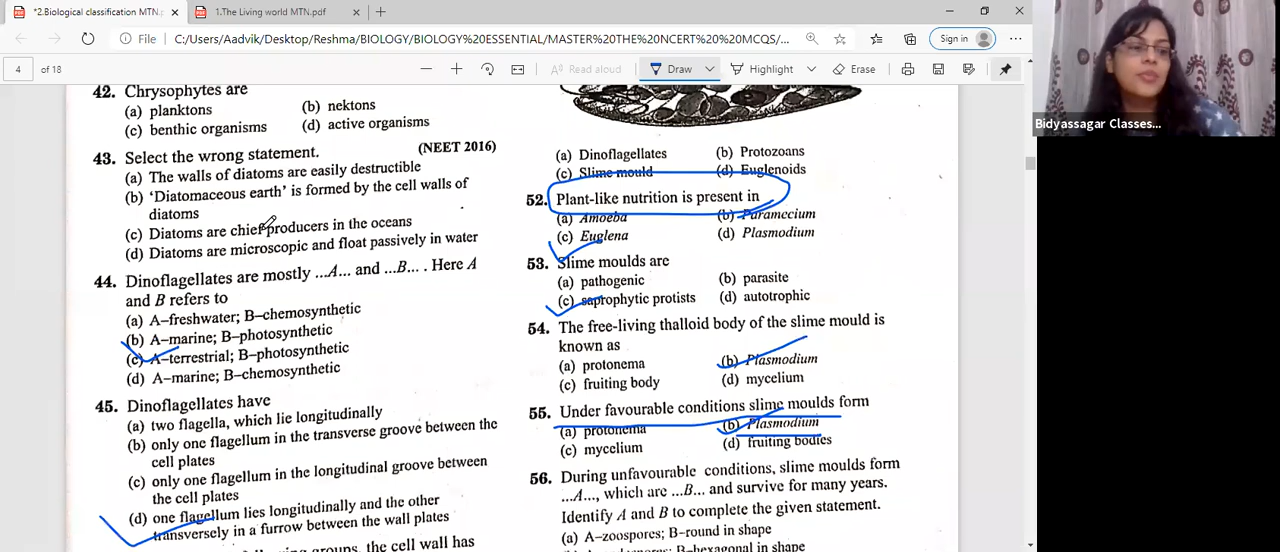 *2.Biological classification MTN.p
1.The Living world MTN.pdf
File
C:/Users/Aadvik/Desktop/Reshma/BIOLOGY/BIOLOGY%20ESSENTIAL/MASTER%20THE%20NCERT%20%20MCQS/...
Sign in
4 of 18
Read aloud
Draw
Highlight
Erase
Bidyassagar Classes...
42. Chrysophytes are
(a) planktons
(b) nektons
(c) benthic organisms
(d) active organisms
43. Select the wrong statement.
(NEET 2016)
(a) The walls of diatoms are easily destructible
(b) 'Diatomaceous earth' is formed by the cell walls of
diatoms
(c) Diatoms are chief producers in the oceans
(d) Diatoms are microscopic and float passively in water
44. Dinoflagellates are mostly ...A... and ...B... . Here A
and B refers to
(a) A–freshwater; B–chemosynthetic
(b) A–marine; B–photosynthetic
(c) A–terrestrial; B–photosynthetic
(d) A–marine; B–chemosynthetic
45. Dinoflagellates have
(a) two flagella, which lie longitudinally
(b) only one flagellum in the transverse groove between the
cell plates
(c) only one flagellum in the longitudinal groove between
the cell plates
(d) one flagellum lies longitudinally and the other
transversely in a furrow between the wall plates
groups, the cell wall has
(a) Dinoflagellates
(b) Protozoans
(c) Slime mould
(d) Euglenoids
52. Plant-like nutrition is present in
(a) Amoeba
(b) Paramecium
(c) Euglena
(d) Plasmodium
53. Slime moulds are
(a) pathogenic
(b) parasite
(c) saprophytic protists
(d) autotrophic
54. The free-living thalloid body of the slime mould is
known as
(a) protonema
(b) Plasmodium
(c) fruiting body
(d) mycelium
55. Under favourable conditions slime moulds form
(a) protonema
(b) Plasmodium
(c) mycelium
(d) fruiting bodies
56. During unfavourable conditions, slime moulds form
...A..., which are ...B... and survive for many years.
Identify A and B to complete the given statement.
(a) A–zoospores; B–round in shape
B–hexagonal in shape